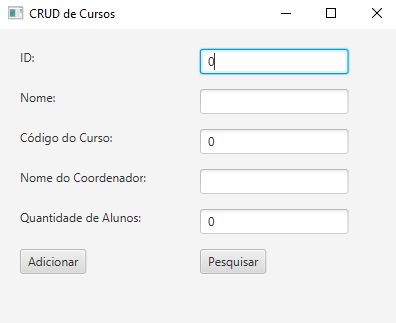 CRUD de Cursos
ID: 0
Nome:
Código do Curso: 0
Nome do Coordenador:
Quantidade de Alunos: 0
Adicionar Pesquisar